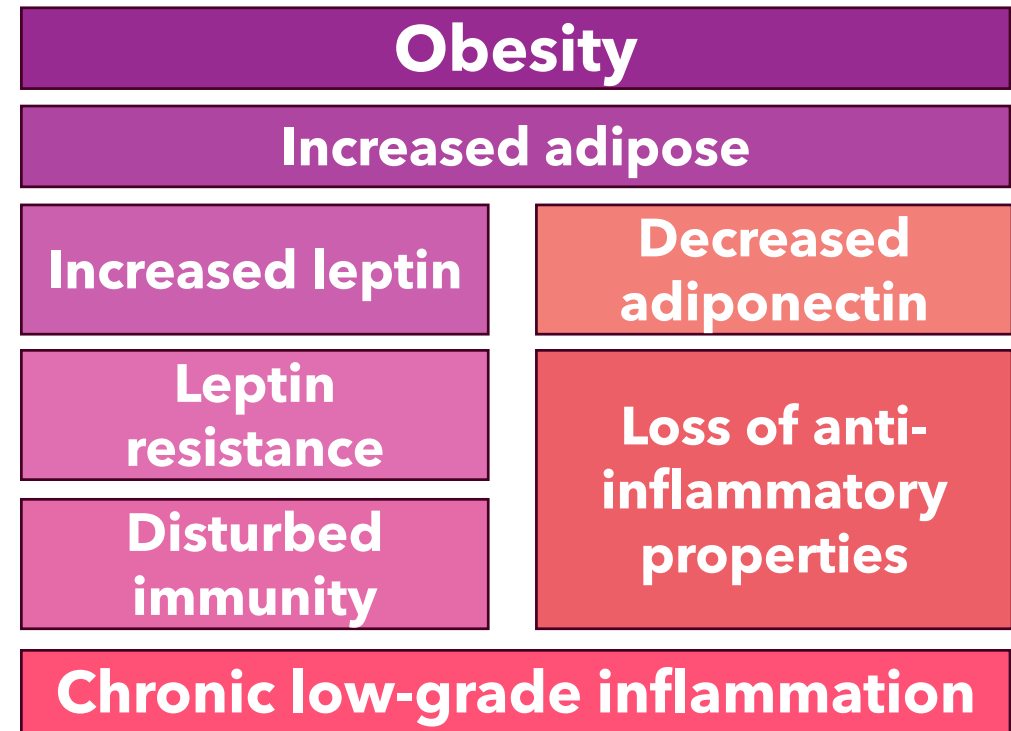 Obesity
Increased adipose
Increased leptin
Leptin
resistance
Disturbed
immunity
Decreased
adiponectin
Loss of anti-
inflammatory
properties
Chronic low-grade inflammation